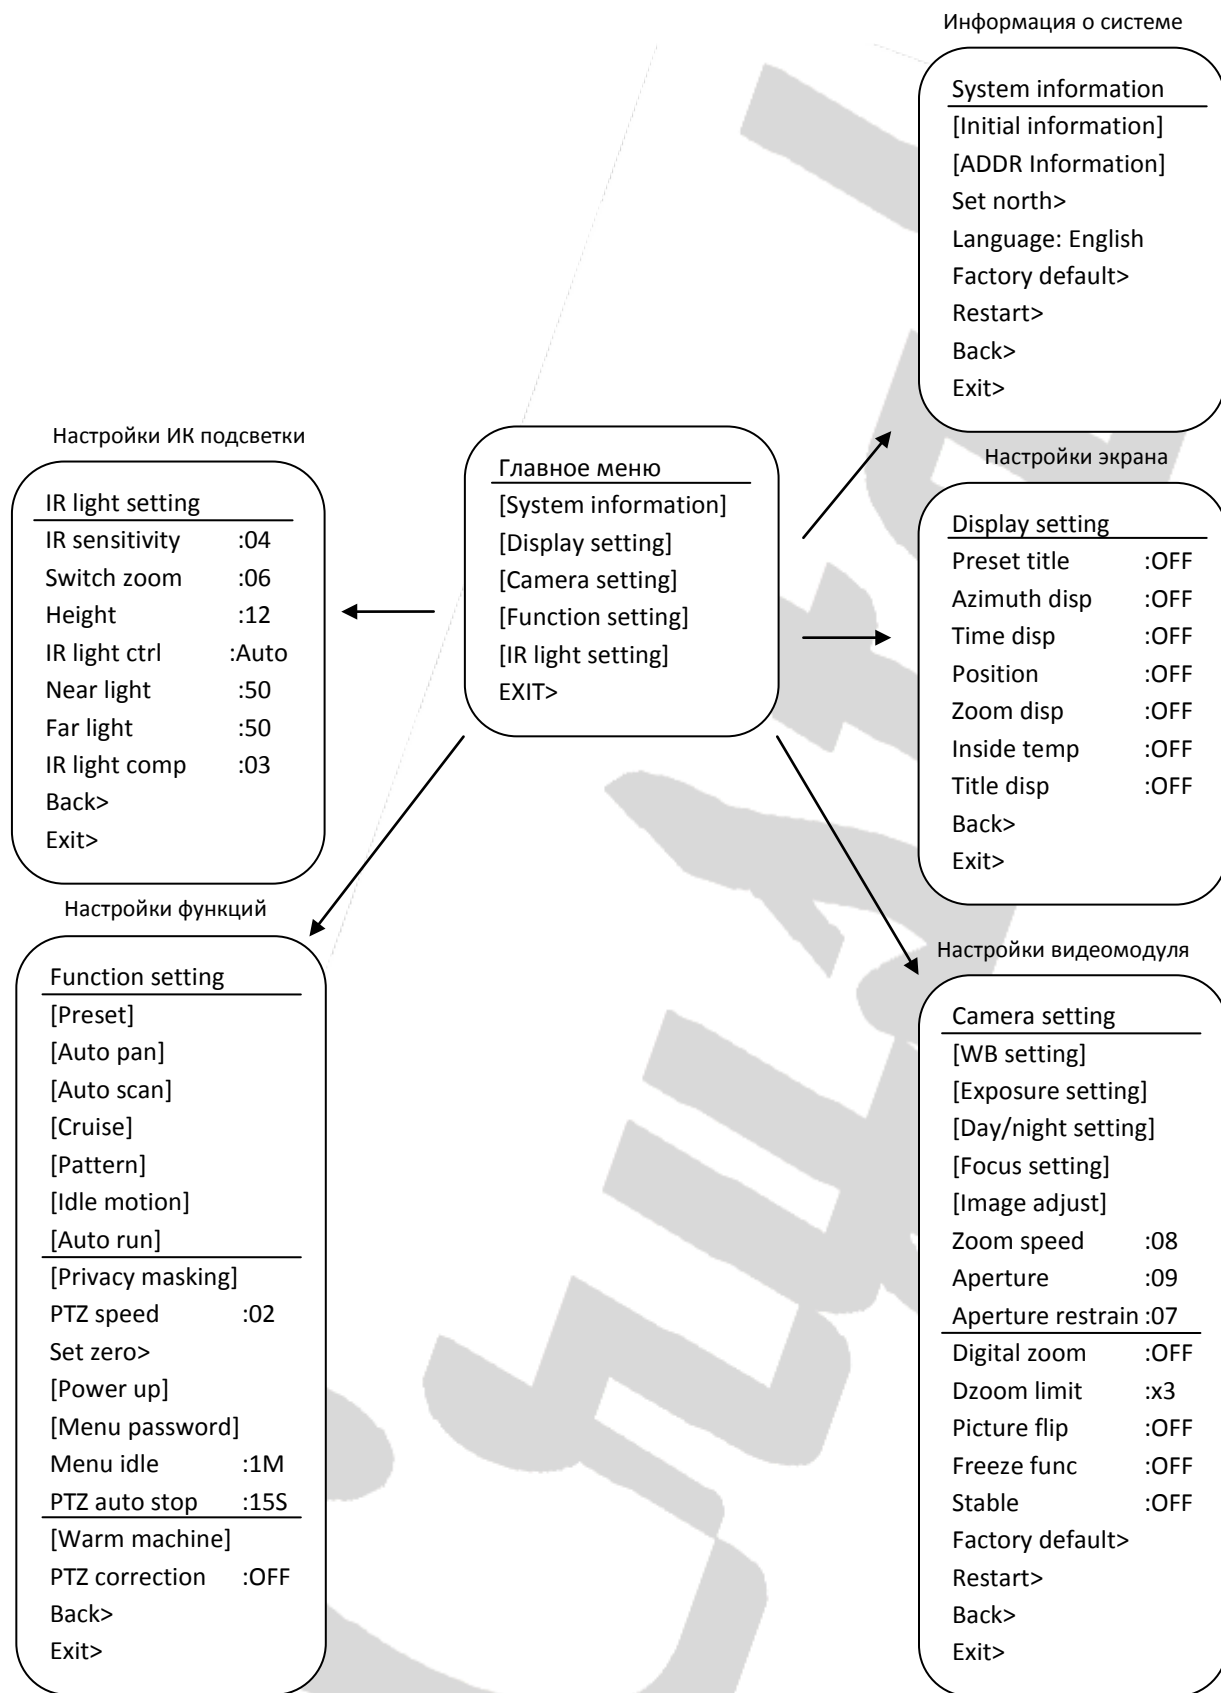 Информация о системе
System information
[Initial information]
[ADDR Information]
Set north>
Language: English
Factory default>
Restart>
Back>
Exit>
Настройки ИК подсветки
IR light setting
IR sensitivity :04
Switch zoom :06
Height :12
IR light ctrl :Auto
Near light :50
Far light :50
IR light comp :03
Back>
Exit>
Главное меню
[System information]
[Display setting]
[Camera setting]
[Function setting]
[IR light setting]
EXIT>
Настройки экрана
Display setting
Preset title :OFF
Azimuth disp :OFF
Time disp :OFF
Position :OFF
Zoom disp :OFF
Inside temp :OFF
Title disp :OFF
Back>
Exit>
Настройки функций
Function setting
[Preset]
[Auto pan]
[Auto scan]
[Cruise]
[Pattern]
[Idle motion]
[Auto run]
[Privacy masking]
PTZ speed :02
Set zero>
[Power up]
[Menu password]
Menu idle :1M
PTZ auto stop :15S
[Warm machine]
PTZ correction :OFF
Back>
Exit>
Настройки видеомодуля
Camera setting
[WB setting]
[Exposure setting]
[Day/night setting]
[Focus setting]
[Image adjust]
Zoom speed :08
Aperture :09
Aperture restrain :07
Digital zoom :OFF
Dzoom limit :x3
Picture flip :OFF
Freeze func :OFF
Stable :OFF
Factory default>
Restart>
Back>
Exit>